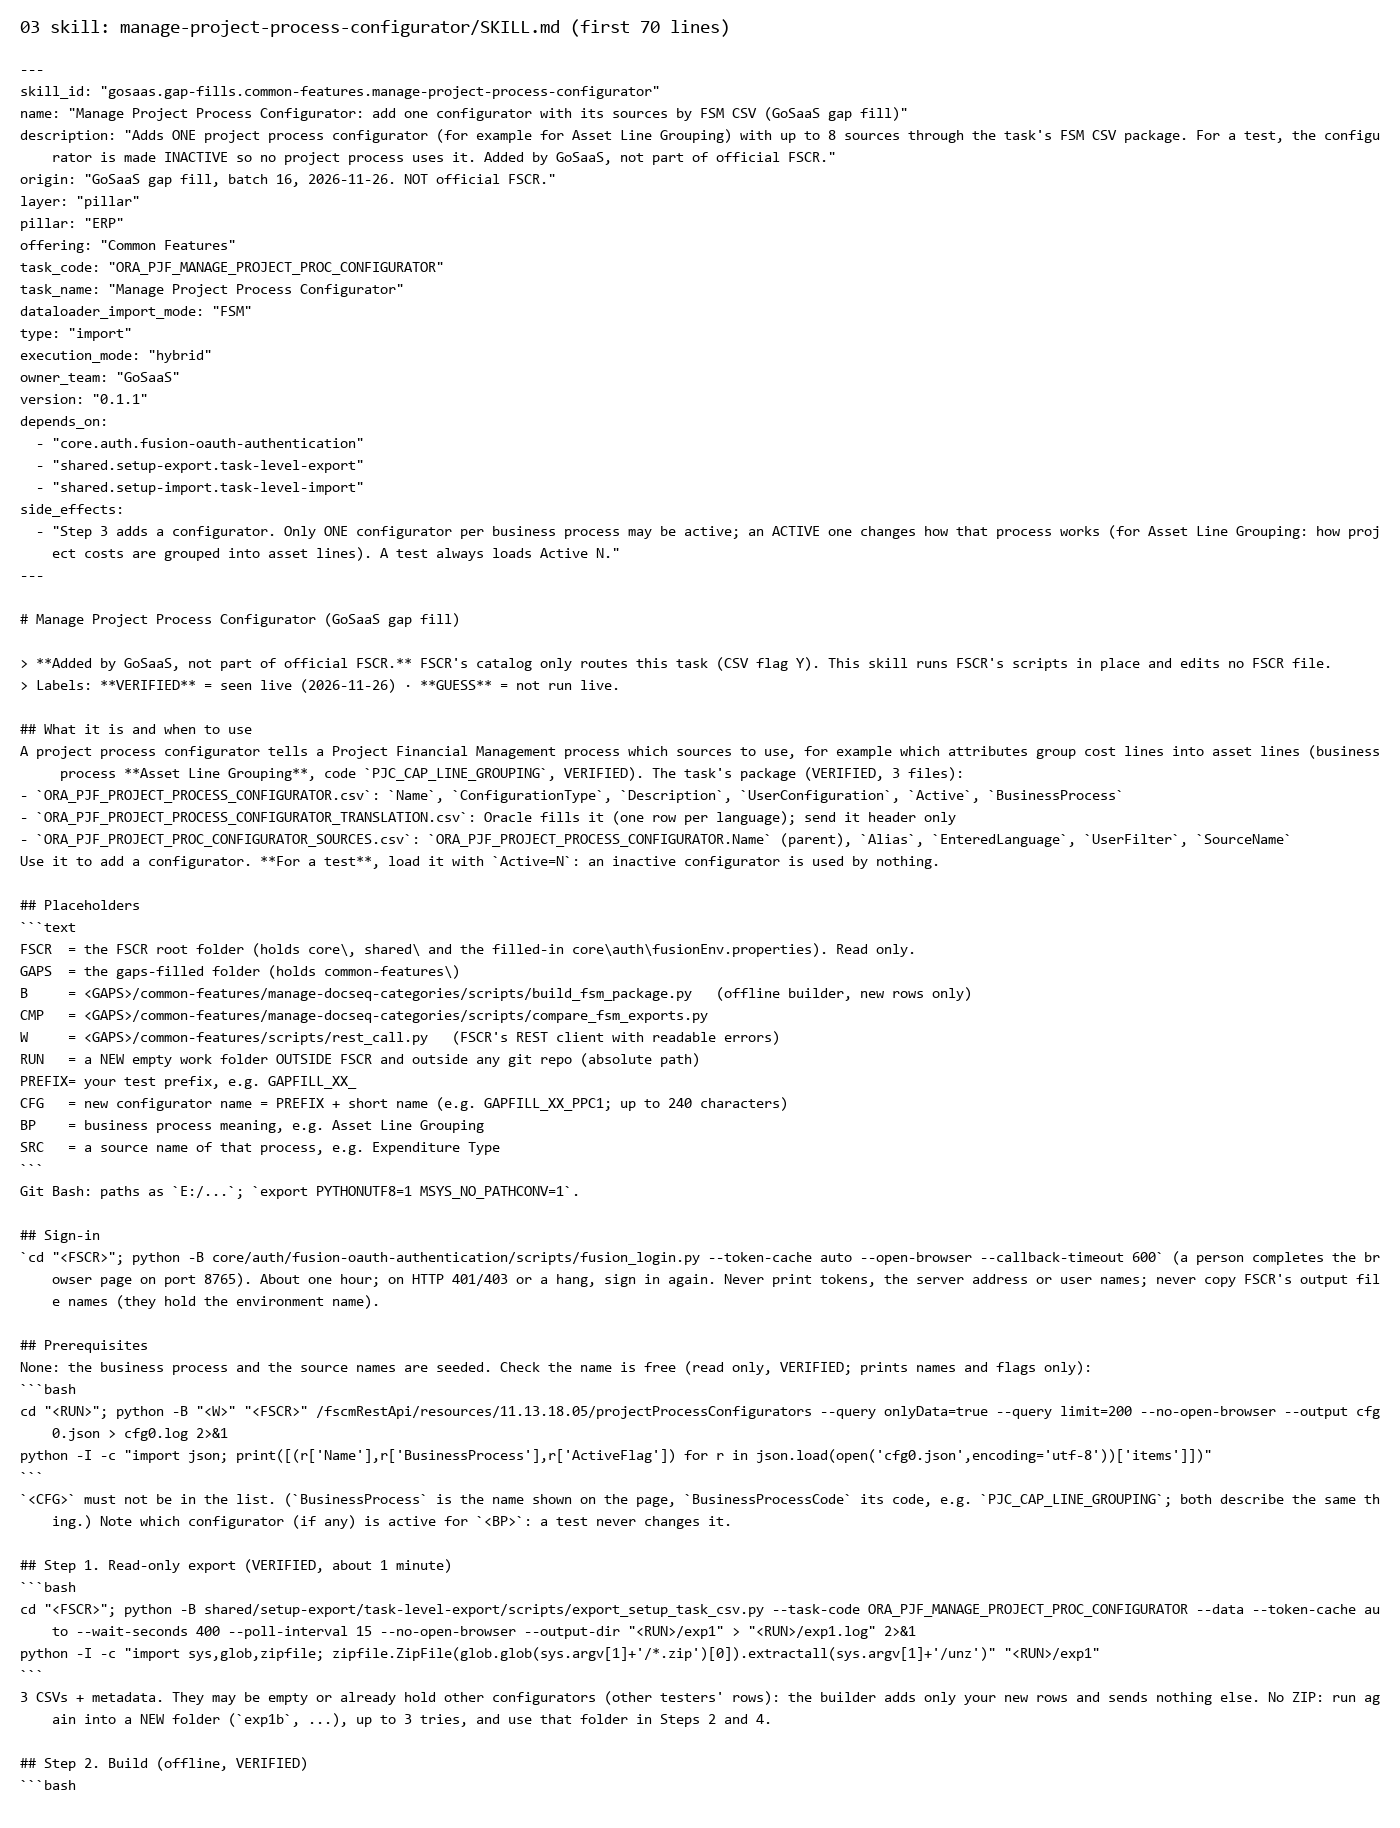 03 skill: manage-project-process-configurator/SKILL.md (first 70 lines)
---
skill_id: "gosaas.gap-fills.common-features.manage-project-process-configurator"
name: "Manage Project Process Configurator: add one configurator with its sources by FSM CSV (GoSaaS gap fill)"
description: "Adds ONE project process configurator (for example for Asset Line Grouping) with up to 8 sources through the task's FSM CSV package. For a test, the configu
rator is made INACTIVE so no project process uses it. Added by GoSaaS, not part of official FSCR."
origin: "GoSaaS gap fill, batch 16, 2026-11-26. NOT official FSCR."
layer: "pillar"
pillar: "ERP"
offering: "Common Features"
task_code: "ORA_PJF_MANAGE_PROJECT_PROC_CONFIGURATOR"
task_name: "Manage Project Process Configurator"
dataloader_import_mode: "FSM"
type: "import"
execution_mode: "hybrid"
owner_team: "GoSaaS"
version: "0.1.1"
depends_on:
  - "core.auth.fusion-oauth-authentication"
  - "shared.setup-export.task-level-export"
  - "shared.setup-import.task-level-import"
side_effects:
  - "Step 3 adds a configurator. Only ONE configurator per business process may be active; an ACTIVE one changes how that process works (for Asset Line Grouping: how proj
ect costs are grouped into asset lines). A test always loads Active N."
---
# Manage Project Process Configurator (GoSaaS gap fill)
> **Added by GoSaaS, not part of official FSCR.** FSCR's catalog only routes this task (CSV flag Y). This skill runs FSCR's scripts in place and edits no FSCR file.
> Labels: **VERIFIED** = seen live (2026-11-26) · **GUESS** = not run live.
## What it is and when to use
A project process configurator tells a Project Financial Management process which sources to use, for example which attributes group cost lines into asset lines (business
process **Asset Line Grouping**, code `PJC_CAP_LINE_GROUPING`, VERIFIED). The task's package (VERIFIED, 3 files):
- `ORA_PJF_PROJECT_PROCESS_CONFIGURATOR.csv`: `Name`, `ConfigurationType`, `Description`, `UserConfiguration`, `Active`, `BusinessProcess`
- `ORA_PJF_PROJECT_PROCESS_CONFIGURATOR_TRANSLATION.csv`: Oracle fills it (one row per language); send it header only
- `ORA_PJF_PROJECT_PROC_CONFIGURATOR_SOURCES.csv`: `ORA_PJF_PROJECT_PROCESS_CONFIGURATOR.Name` (parent), `Alias`, `EnteredLanguage`, `UserFilter`, `SourceName`
Use it to add a configurator. **For a test**, load it with `Active=N`: an inactive configurator is used by nothing.
## Placeholders
```text
FSCR  = the FSCR root folder (holds core\, shared\ and the filled-in core\auth\fusionEnv.properties). Read only.
GAPS  = the gaps-filled folder (holds common-features\)
B     = <GAPS>/common-features/manage-docseq-categories/scripts/build_fsm_package.py   (offline builder, new rows only)
CMP   = <GAPS>/common-features/manage-docseq-categories/scripts/compare_fsm_exports.py
W     = <GAPS>/common-features/scripts/rest_call.py   (FSCR's REST client with readable errors)
RUN   = a NEW empty work folder OUTSIDE FSCR and outside any git repo (absolute path)
PREFIX= your test prefix, e.g. GAPFILL_XX_
CFG   = new configurator name = PREFIX + short name (e.g. GAPFILL_XX_PPC1; up to 240 characters)
BP    = business process meaning, e.g. Asset Line Grouping
SRC   = a source name of that process, e.g. Expenditure Type
```
Git Bash: paths as `E:/...`; `export PYTHONUTF8=1 MSYS_NO_PATHCONV=1`.
## Sign-in
`cd "<FSCR>"; python -B core/auth/fusion-oauth-authentication/scripts/fusion_login.py --token-cache auto --open-browser --callback-timeout 600` (a person completes the br
owser page on port 8765). About one hour; on HTTP 401/403 or a hang, sign in again. Never print tokens, the server address or user names; never copy FSCR's output fil
e names (they hold the environment name).
## Prerequisites
None: the business process and the source names are seeded. Check the name is free (read only, VERIFIED; prints names and flags only):
```bash
cd "<RUN>"; python -B "<W>" "<FSCR>" /fscmRestApi/resources/11.13.18.05/projectProcessConfigurators --query onlyData=true --query limit=200 --no-open-browser --output cfg
0.json > cfg0.log 2>&1
python -I -c "import json; print([(r['Name'],r['BusinessProcess'],r['ActiveFlag']) for r in json.load(open('cfg0.json',encoding='utf-8'))['items']])"
```
`<CFG>` must not be in the list. (`BusinessProcess` is the name shown on the page, `BusinessProcessCode` its code, e.g. `PJC_CAP_LINE_GROUPING`; both describe the same th
ing.) Note which configurator (if any) is active for `<BP>`: a test never changes it.
## Step 1. Read-only export (VERIFIED, about 1 minute)
```bash
cd "<FSCR>"; python -B shared/setup-export/task-level-export/scripts/export_setup_task_csv.py --task-code ORA_PJF_MANAGE_PROJECT_PROC_CONFIGURATOR --data --token-cache au
to --wait-seconds 400 --poll-interval 15 --no-open-browser --output-dir "<RUN>/exp1" > "<RUN>/exp1.log" 2>&1
python -I -c "import sys,glob,zipfile; zipfile.ZipFile(glob.glob(sys.argv[1]+'/*.zip')[0]).extractall(sys.argv[1]+'/unz')" "<RUN>/exp1"
```
3 CSVs + metadata. They may be empty or already hold other configurators (other testers' rows): the builder adds only your new rows and sends nothing else. No ZIP: run ag
ain into a NEW folder (`exp1b`, ...), up to 3 tries, and use that folder in Steps 2 and 4.
## Step 2. Build (offline, VERIFIED)
```bash